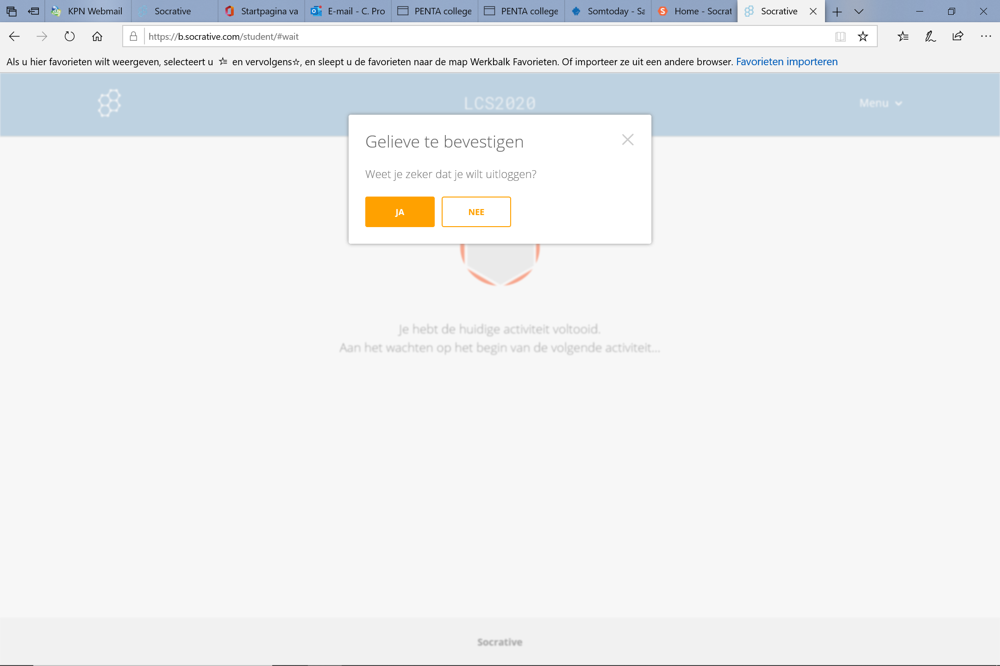 KPN Webmail
Socrative
Startpagina va
E-mail - C. Pro
PENTA college
PENTA college
Somtoday - Sa
Home - Socrat
Socrative
https://b.socrative.com/student/#wait
Als u hier favorieten wilt weergeven, selecteert u en vervolgens☆, en sleept u de favorieten naar de map Werkbalk Favorieten. Of importeer ze uit een andere browser. Favorieten importeren
LCS2020
Menu
Gelieve te bevestigen
Weet je zeker dat je wilt uitloggen?
JA
NEE
Je hebt de huidige activiteit voltooid.
Aan het wachten op het begin van de volgende activiteit...
Socrative